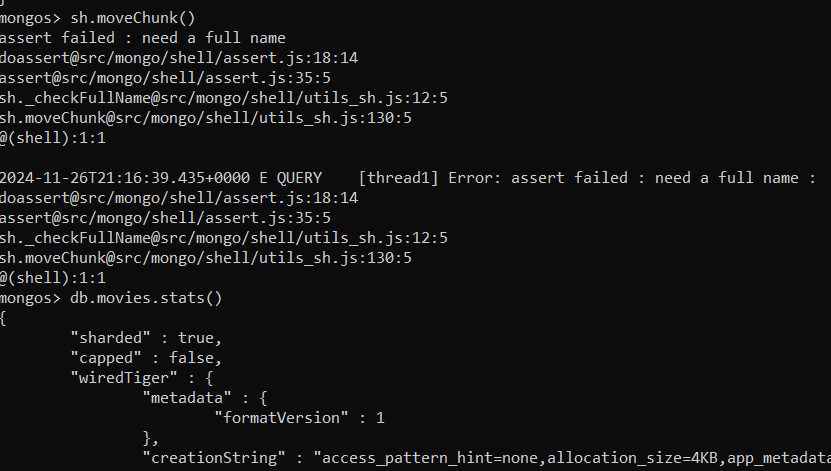 mongos> sh.moveChunk()
assert failed : need a full name
doassert@src/mongo/shell/assert.js:18:14
assert@src/mongo/shell/assert.js:35:5
sh._checkFullName@src/mongo/shell/utils_sh.js:12:5
sh.moveChunk@src/mongo/shell/utils_sh.js:130:5
@(shell):1:1
2024-11-26T21:16:39.435+0000 E QUERY    [thread1] Error: assert failed : need a full name :
doassert@src/mongo/shell/assert.js:18:14
assert@src/mongo/shell/assert.js:35:5
sh._checkFullName@src/mongo/shell/utils_sh.js:12:5
sh.moveChunk@src/mongo/shell/utils_sh.js:130:5
@(shell):1:1
mongos> db.movies.stats()
{
"sharded" : true,
"capped" : false,
"wiredTiger" : {
"metadata" : {
"formatVersion" : 1
},
"creationString" : "access_pattern_hint=none,allocation_size=4KB,app_metadata